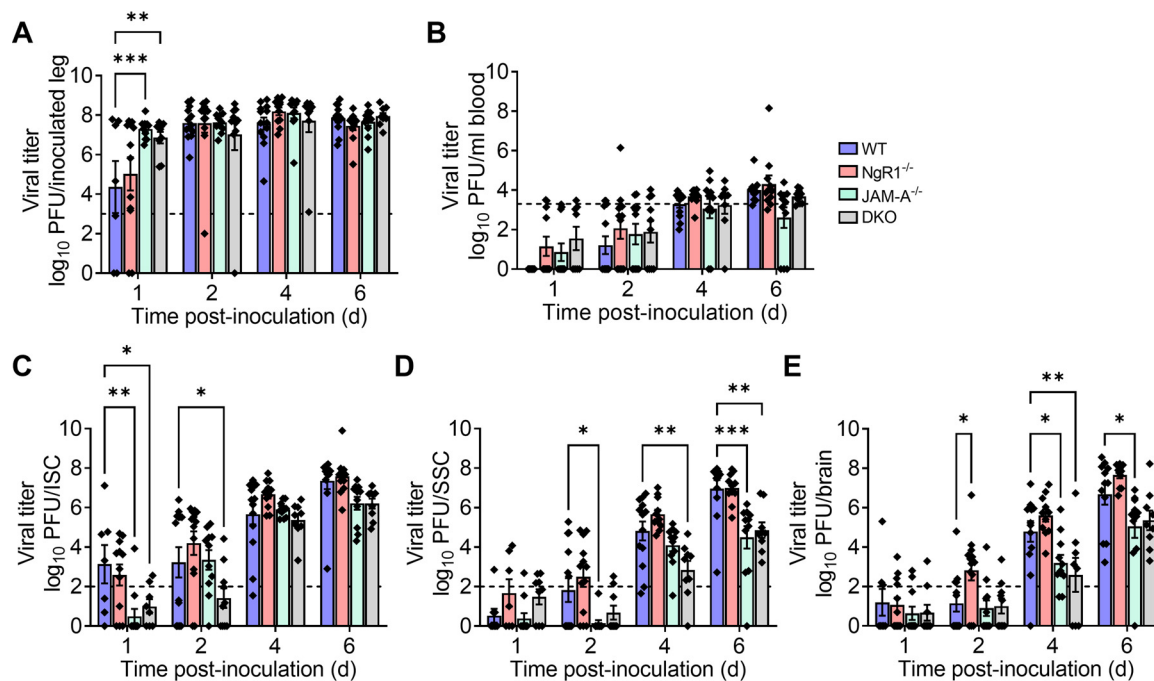 A
**
***
Viral titer
log10 PFU/inoculated leg
10
8
6
4
2
0
1 2 4 6
Time post-inoculation (d)
B
Viral titer
log10 PFU/ml blood
10
8
6
4
2
0
1 2 4 6
Time post-inoculation (d)
WT
NgR1-/-
JAM-A-/-
DKO
C
*
**
*
Viral titer
log10 PFU/ISC
10
8
6
4
2
0
1 2 4 6
Time post-inoculation (d)
D
*
**
**
***
Viral titer
log10 PFU/SSC
10
8
6
4
2
0
1 2 4 6
Time post-inoculation (d)
E
*
**
*
*
Viral titer
log10 PFU/brain
10
8
6
4
2
0
1 2 4 6
Time post-inoculation (d)